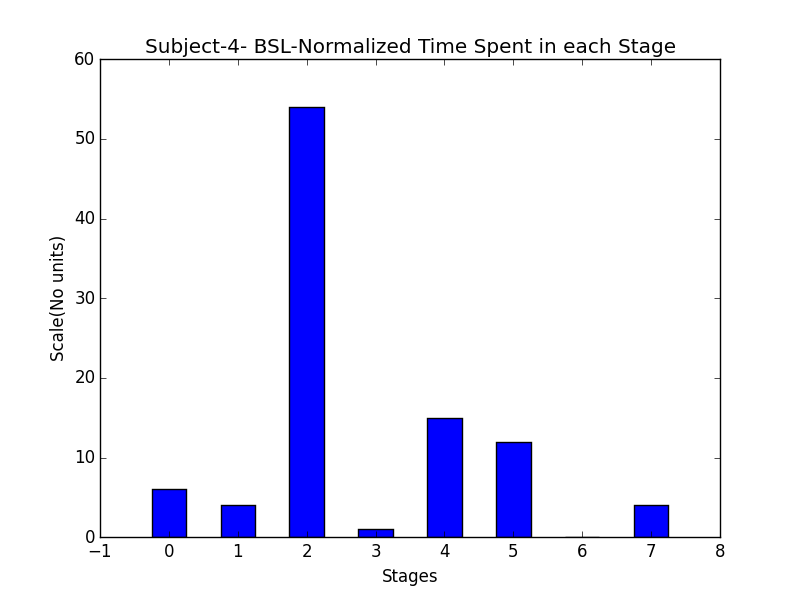 Subject-4- BSL-Normalized Time Spent in each Stage
60
50
40
30
20
10
0
Scale(No units)
−1 0 1 2 3 4 5 6 7 8
Stages